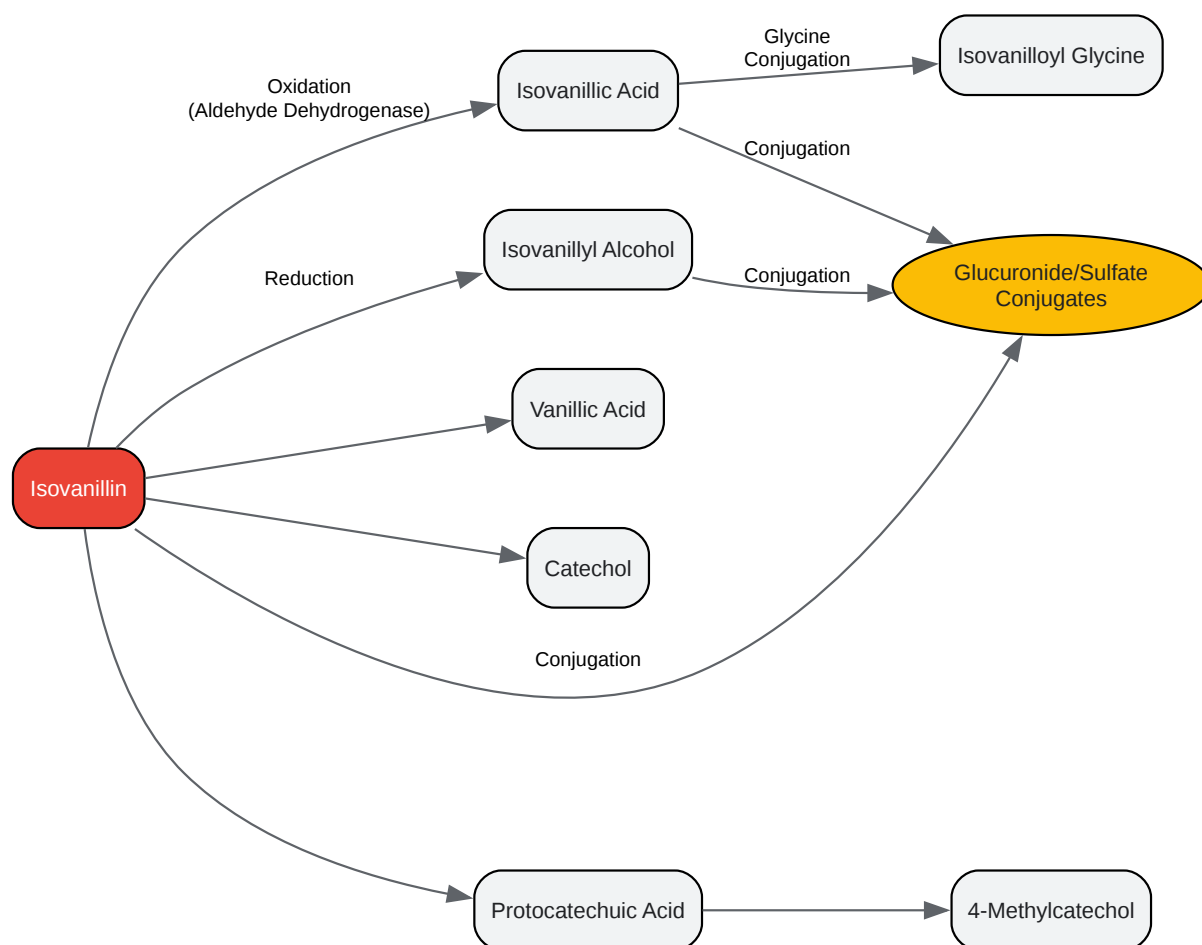 Glycine
Conjugation
Isovanilloyl Glycine
Oxidation
(Aldehyde Dehydrogenase)
Isovanillic Acid
Conjugation
Isovanillyl Alcohol
Reduction
Conjugation
Glucuronide/Sulfate
Conjugates
Vanillic Acid
Isovanillin
Catechol
Conjugation
Protocatechuic Acid
4-Methylcatechol